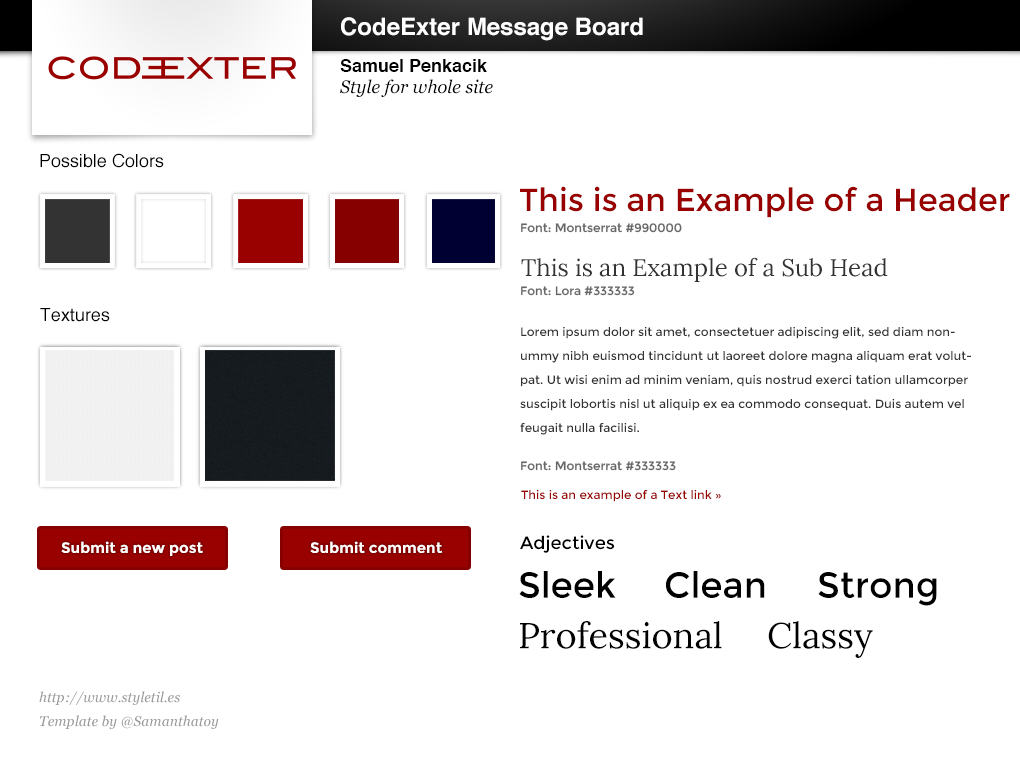 CodeExter Message Board
CODEEXTER
Samuel Penkacik
Style for whole site
Possible Colors
Textures
Submit a new post
Submit comment
This is an Example of a Header
Font: Montserrat #990000
This is an Example of a Sub Head
Font: Lora #333333
Lorem ipsum dolor sit amet, consectetuer adipiscing elit, sed diam non-
ummy nibh euismod tincidunt ut laoreet dolore magna aliquam erat volut-
pat. Ut wisi enim ad minim veniam, quis nostrud exerci tation ullamcorper
suscipit lobortis nisl ut aliquip ex ea commodo consequat. Duis autem vel
feugait nulla facilisi.
Font: Montserrat #333333
This is an example of a Text link »
Adjectives
Sleek Clean Strong
Professional Classy
http://www.styletil.es
Template by @Samanthatoy